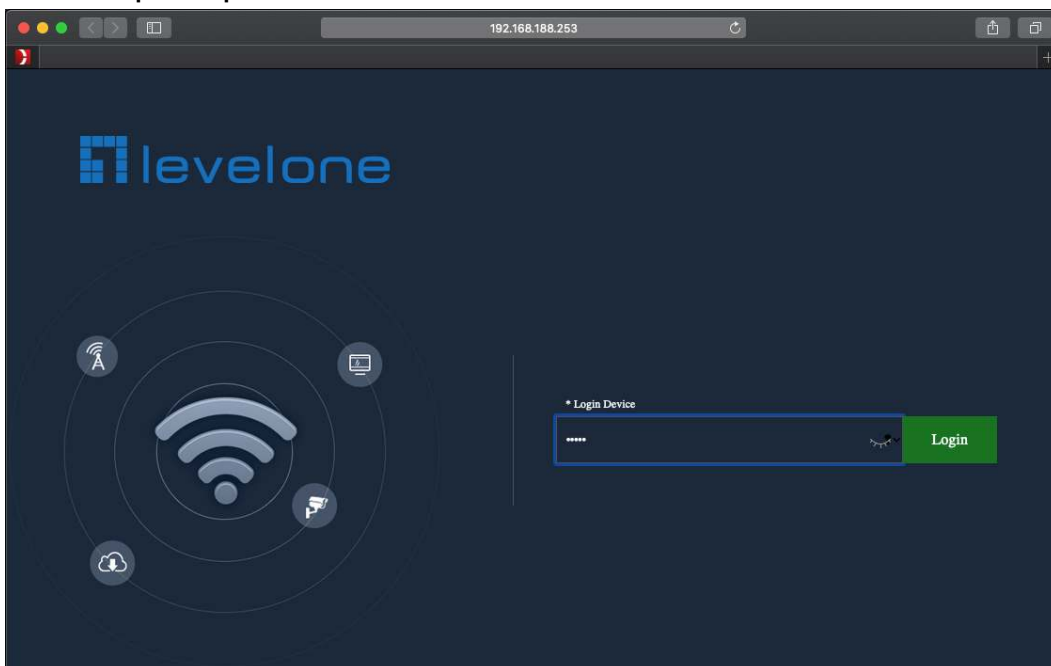 192.168.188.253
levelone
* Login Device
•••••
Login